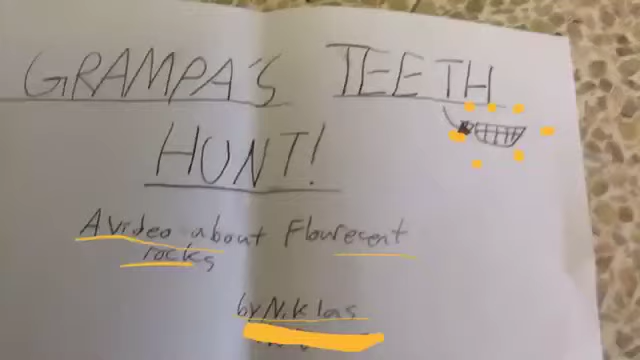 GRAMPA'S TEETH
HUNT!
A video about Flourecent
rocks
by Niklas